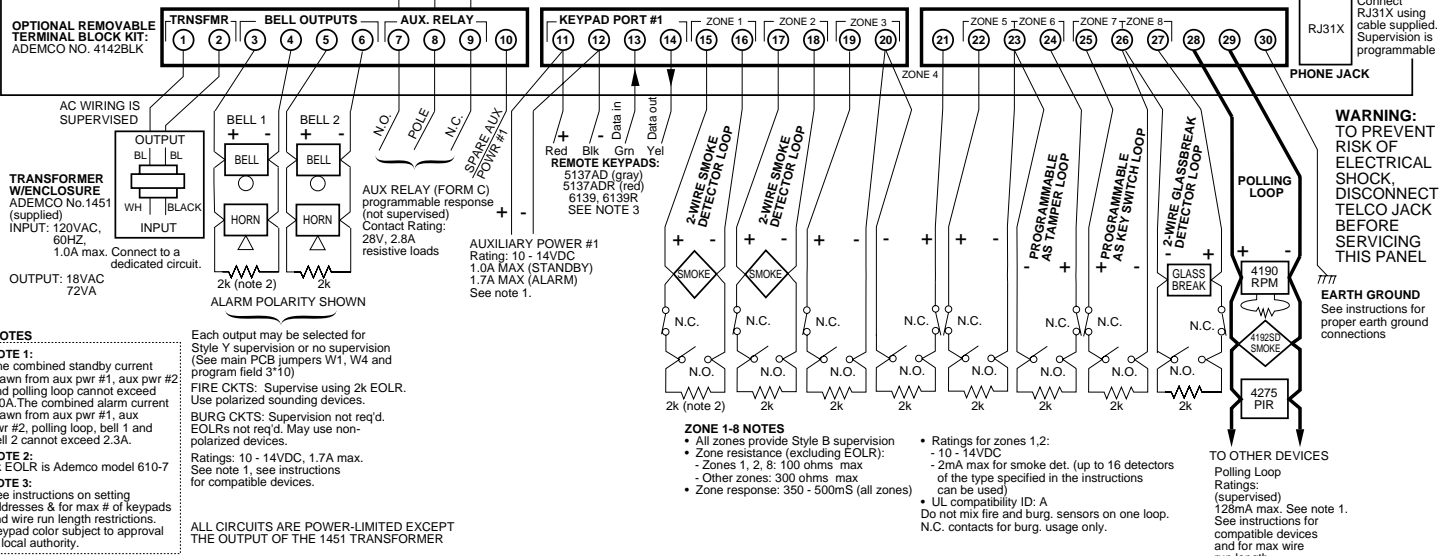 OPTIONAL REMOVABLE
TERMINAL BLOCK KIT:
ADEMCO NO. 4142BLK
TRNSFMR
BELL OUTPUTS
AUX. RELAY
KEYPAD PORT #1
ZONE 1
ZONE 2
ZONE 3
ZONE 4
ZONE 5
ZONE 6
ZONE 7
ZONE 8
1 2 3 4 5 6 7 8 9 10 11 12 13 14 15 16 17 18 19 20 21 22 23 24 25 26 27 28 29 30
RJ31X
Connect
RJ31X using
cable supplied.
Supervision is
programmable
PHONE JACK
AC WIRING IS
SUPERVISED
OUTPUT
BL BL
WH BLACK
INPUT
TRANSFORMER
W/ENCLOSURE
ADEMCO No.1451
(supplied)
INPUT: 120VAC,
60HZ,
1.0A max.
Connect to a
dedicated circuit.
OUTPUT: 18VAC
72VA
BELL 1
+ -
BELL
HORN
2k (note 2)
BELL 2
+ -
BELL
HORN
2k
ALARM POLARITY SHOWN
Each output may be selected for
Style Y supervision or no supervision
(See main PCB jumpers W1, W4 and
program field 3*10)
FIRE CKTS: Supervise using 2k EOLR.
Use polarized sounding devices.
BURG CKTS: Supervision not req'd.
EOLRs not req'd. May use non-
polarized devices.
Ratings: 10 - 14VDC, 1.7A max.
See note 1, see instructions
for compatible devices.
ALL CIRCUITS ARE POWER-LIMITED EXCEPT
THE OUTPUT OF THE 1451 TRANSFORMER
N.O.
POLE
N.C.
AUX RELAY (FORM C)
programmable response
(not supervised)
Contact Rating:
28V, 2.8A
resistive loads
SPARE AUX
POWR #1
+ -
AUXILIARY POWER #1
Rating: 10 - 14VDC
1.0A MAX (STANDBY)
1.7A MAX (ALARM)
See note 1.
+ -
Data in
Data out
Red Blk Grn Yel
REMOTE KEYPADS:
5137AD (gray)
5137ADR (red)
6139, 6139R
SEE NOTE 3
2-WIRE SMOKE
DETECTOR LOOP
+ -
SMOKE
N.C.
2k (note 2)
2-WIRE SMOKE
DETECTOR LOOP
+ -
SMOKE
N.C.
2k
N.C.
2k
N.C.
2k
N.C.
2k
PROGRAMMABLE
AS TAMPER LOOP
- +
N.C.
N.O.
2k
PROGRAMMABLE
AS KEY SWITCH LOOP
+ -
N.C.
N.O.
2k
2-WIRE GLASSBREAK
DETECTOR LOOP
- +
GLASS
BREAK
N.C.
2k
POLLING
LOOP
+ -
4190
RPM
4192SD
SMOKE
4275
PIR
TO OTHER DEVICES
Polling Loop
Ratings:
(supervised)
128mA max. See note 1.
See instructions for
compatible devices
and for max wire
run length
EARTH GROUND
See instructions for
proper earth ground
connections
WARNING:
TO PREVENT
RISK OF
ELECTRICAL
SHOCK,
DISCONNECT
TELCO JACK
BEFORE
SERVICING
THIS PANEL
OTES
OTE 1:
he combined standby current
awn from aux pwr #1, aux pwr #2
nd polling loop cannot exceed
0A.The combined alarm current
awn from aux pwr #1, aux
wr #2, polling loop, bell 1 and
ell 2 cannot exceed 2.3A.
OTE 2:
k EOLR is Ademco model 610-7
OTE 3:
ee instructions on setting
ddresses & for max # of keypads
nd wire run length restrictions.
eypad color subject to approval
local authority.
ZONE 1-8 NOTES
• All zones provide Style B supervision
• Zone resistance (excluding EOLR):
- Zones 1, 2, 8: 100 ohms max
- Other zones: 300 ohms max
• Zone response: 350 - 500mS (all zones)
• Ratings for zones 1,2:
- 10 - 14VDC
- 2mA max for smoke det. (up to 16 detectors
of the type specified in the instructions
can be used)
• UL compatibility ID: A
Do not mix fire and burg. sensors on one loop.
N.C. contacts for burg. usage only.